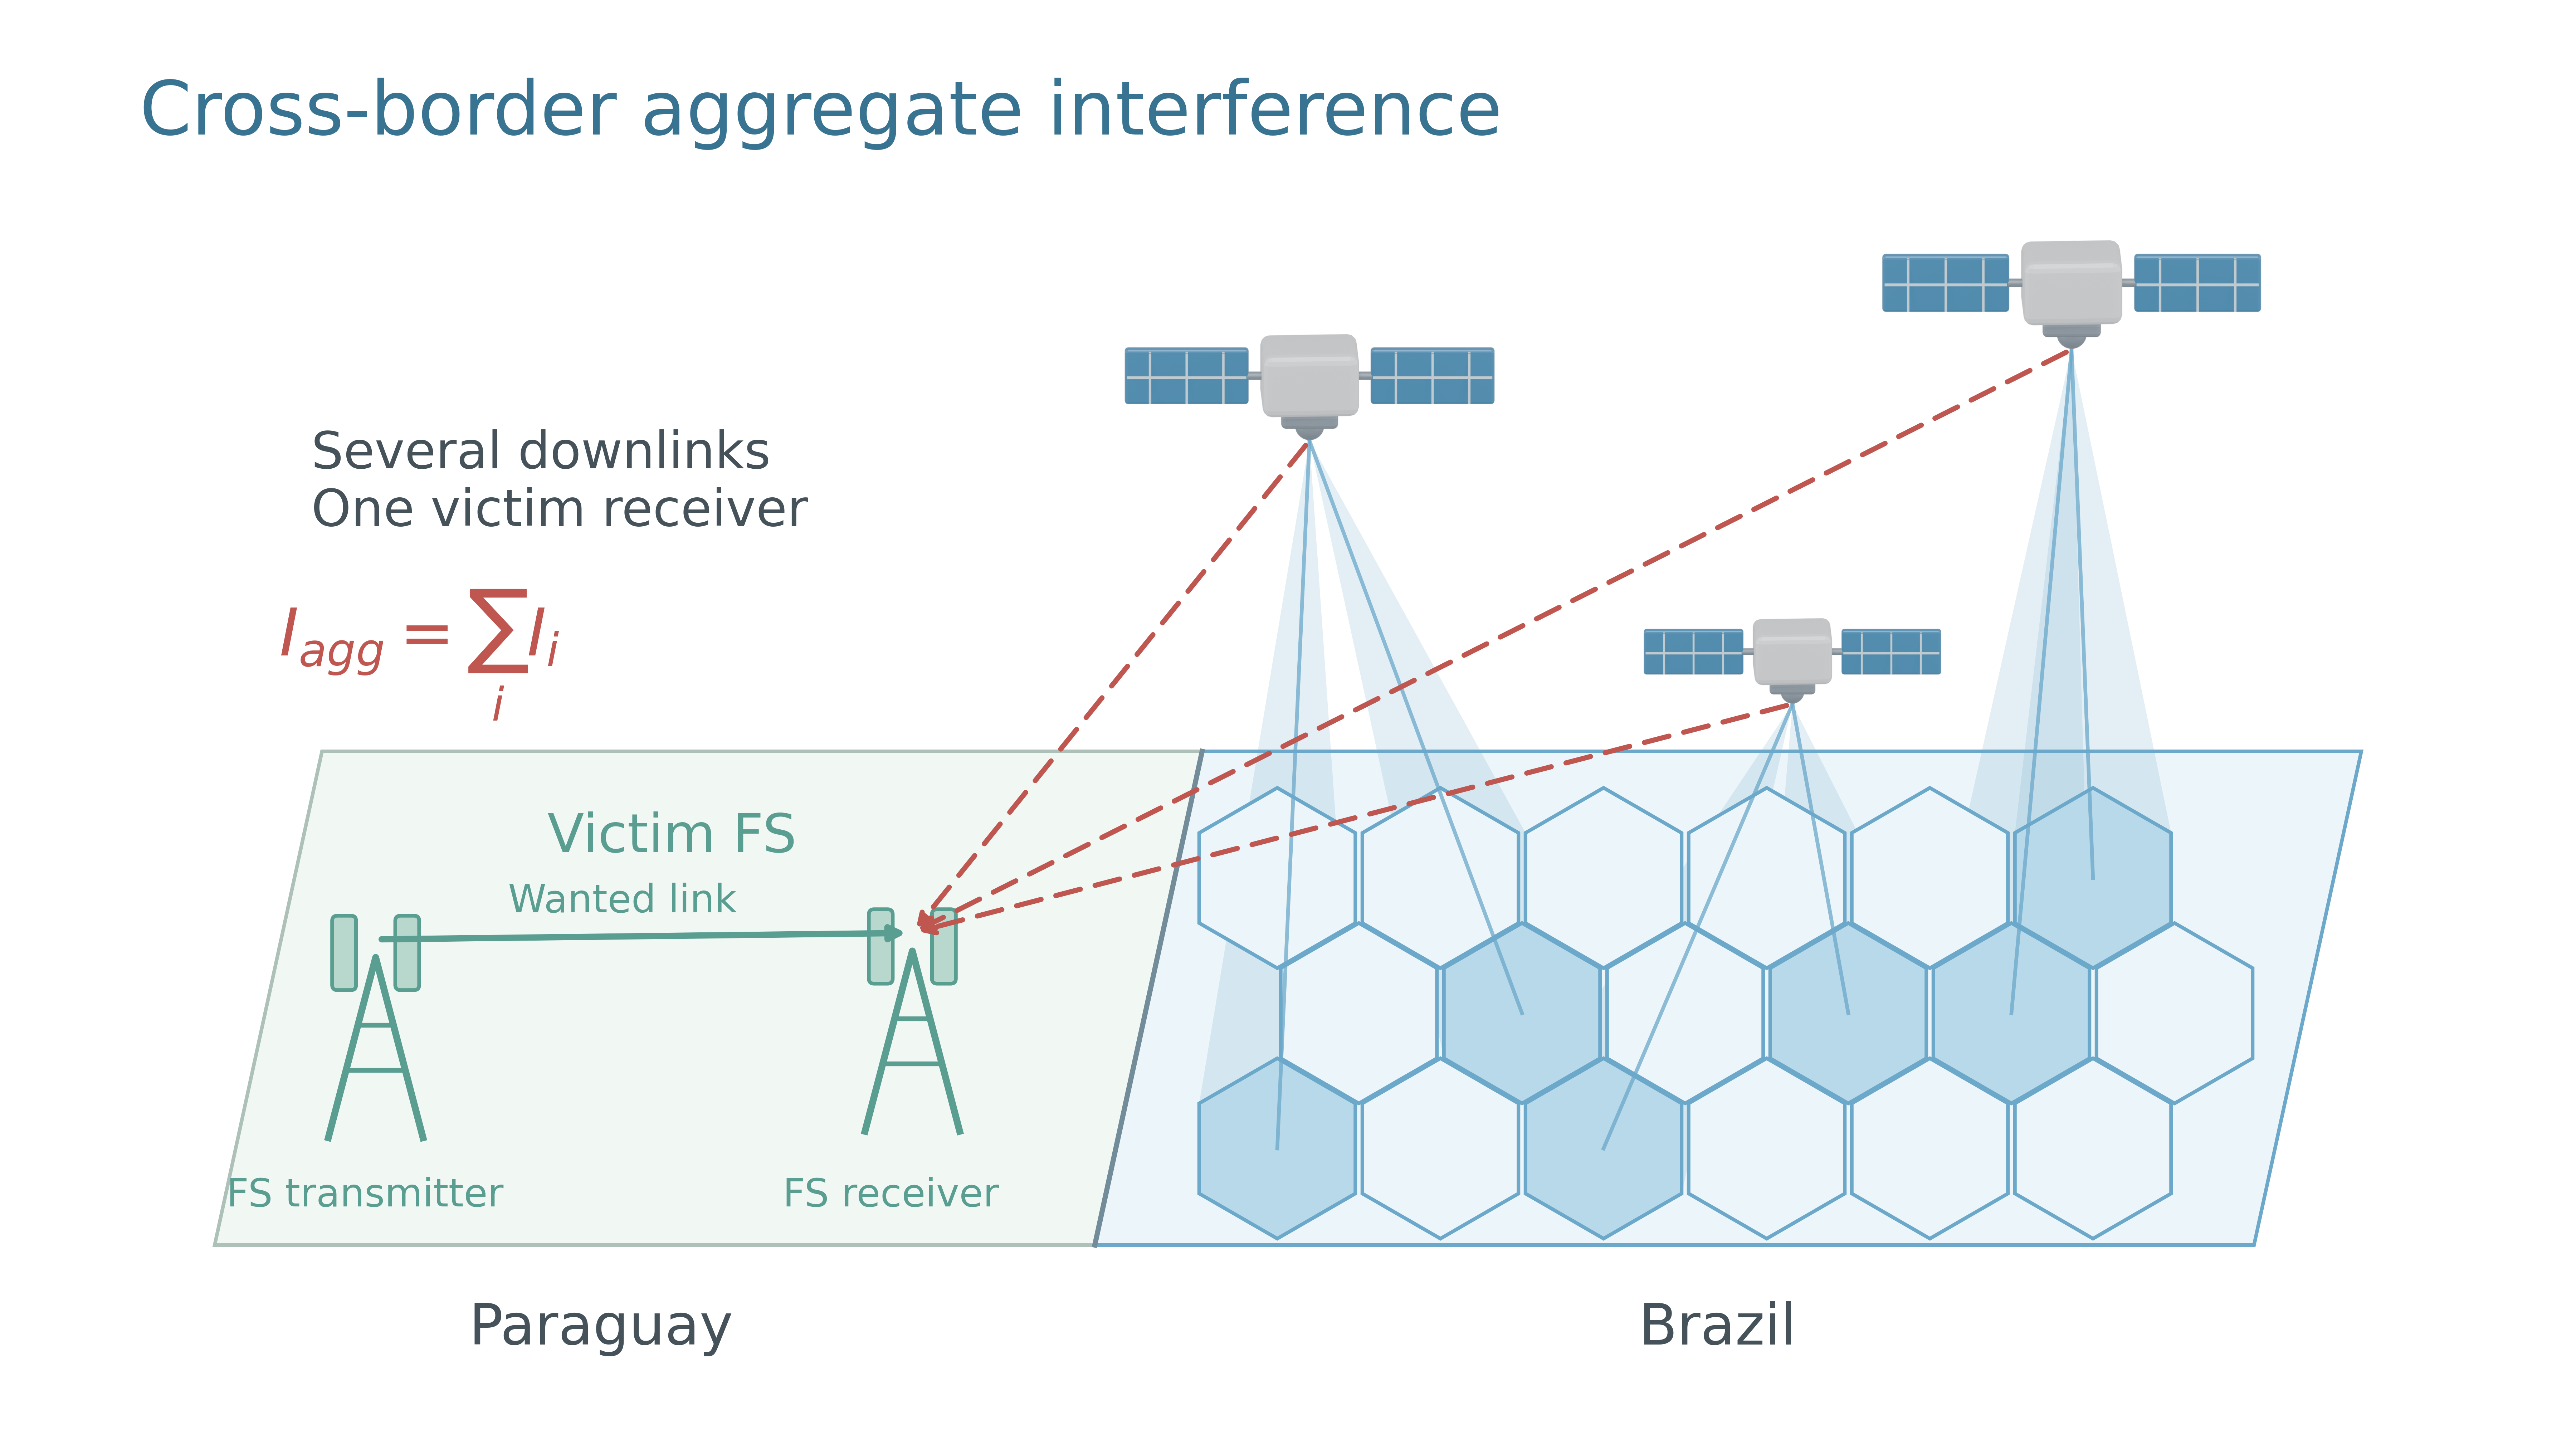 Cross-border aggregate interference
Several downlinks
One victim receiver
I_agg = ∑_i I_i
Victim FS
Wanted link
FS transmitter
FS receiver
Paraguay
Brazil